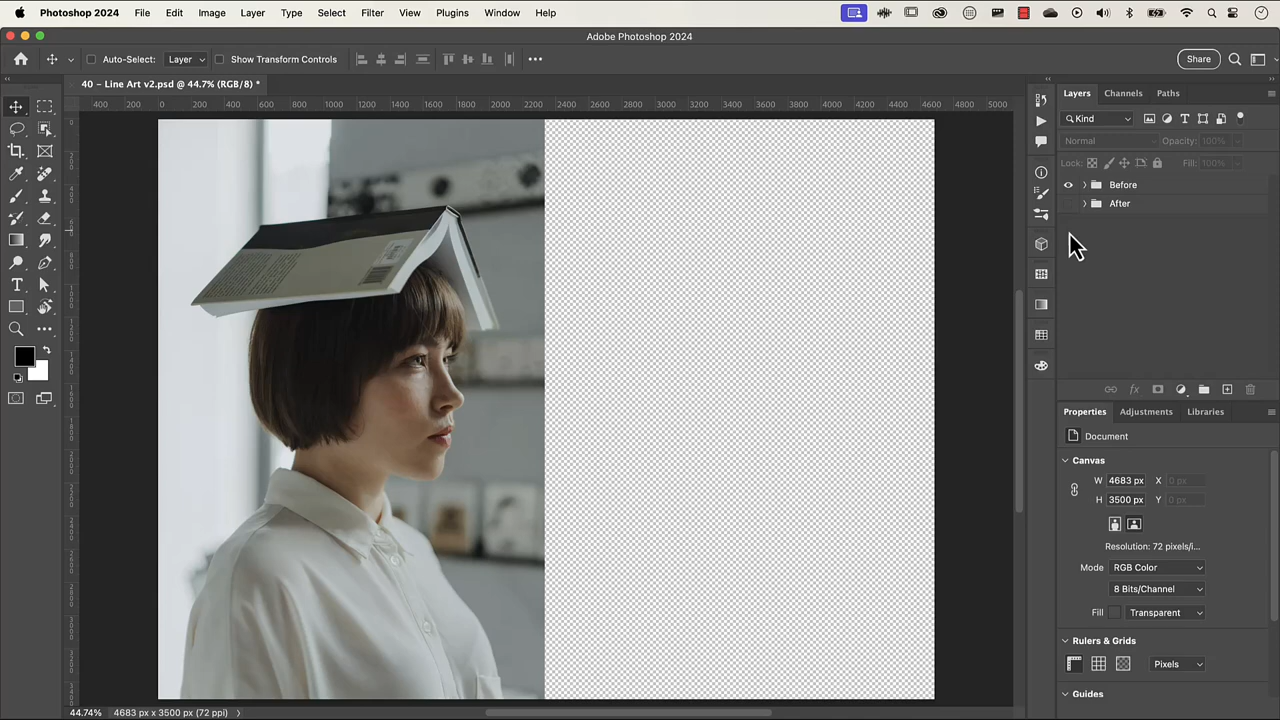 Photoshop 2024 File Edit Image Layer Type Select Filter View Plugins Window Help
Adobe Photoshop 2024
Auto-Select: Layer Show Transform Controls Share
40 – Line Art v2.psd @ 44.7% (RGB/8) *
400 200 0 200 400 600 800 1000 1200 1400 1600 1800 2000 2200 2400 2600 2800 3000 3200 3400 3600 3800 4000 4200 4400 4600 4800 5000
Layers Channels Paths
Kind
Normal Opacity: 100%
Lock: Fill: 100%
Before
After
Properties Adjustments Libraries
Document
Canvas
W 4683 px X 0 px
H 3500 px Y 0 px
Resolution: 72 pixels/i...
Mode RGB Color
8 Bits/Channel
Fill Transparent
Rulers & Grids
Pixels
Guides
44.74% 4683 px x 3500 px (72 ppi)